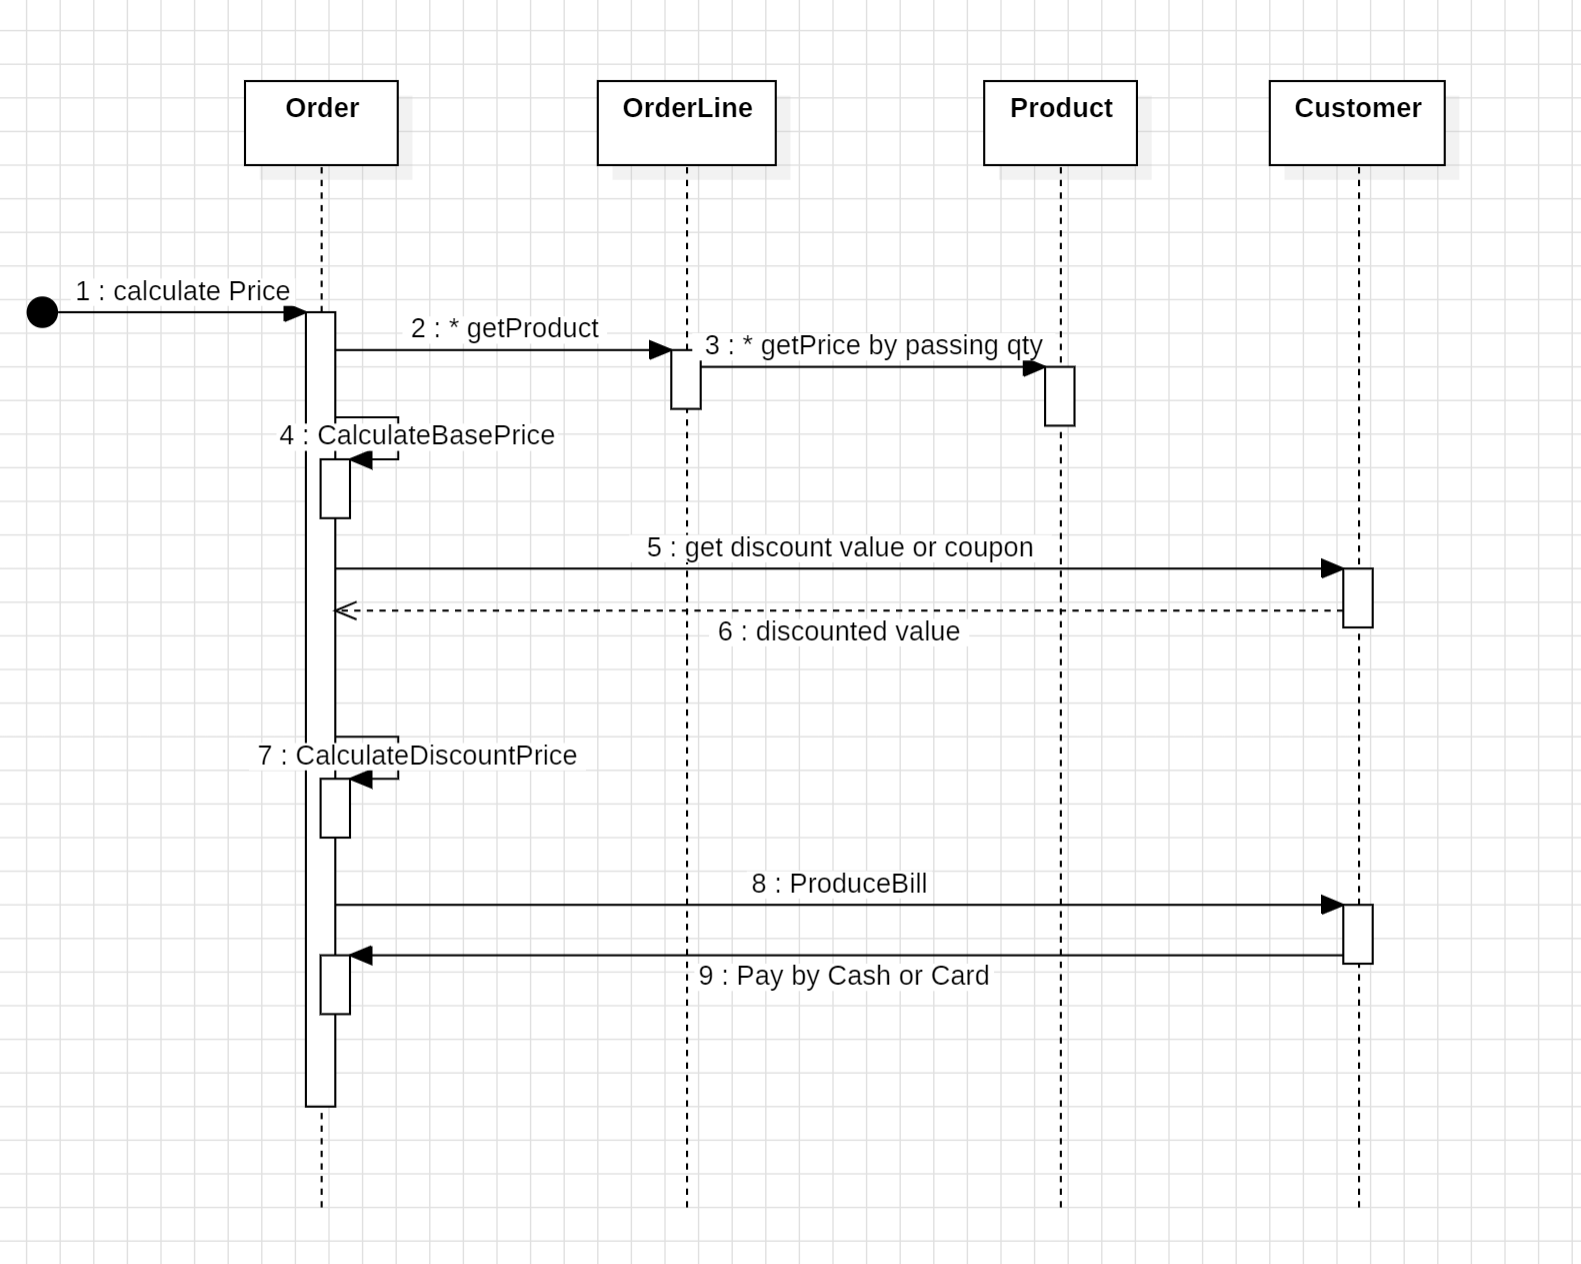 Order
OrderLine
Product
Customer
1 : calculate Price
2 : * getProduct
3 : * getPrice by passing qty
4 : CalculateBasePrice
5 : get discount value or coupon
6 : discounted value
7 : CalculateDiscountPrice
8 : ProduceBill
9 : Pay by Cash or Card